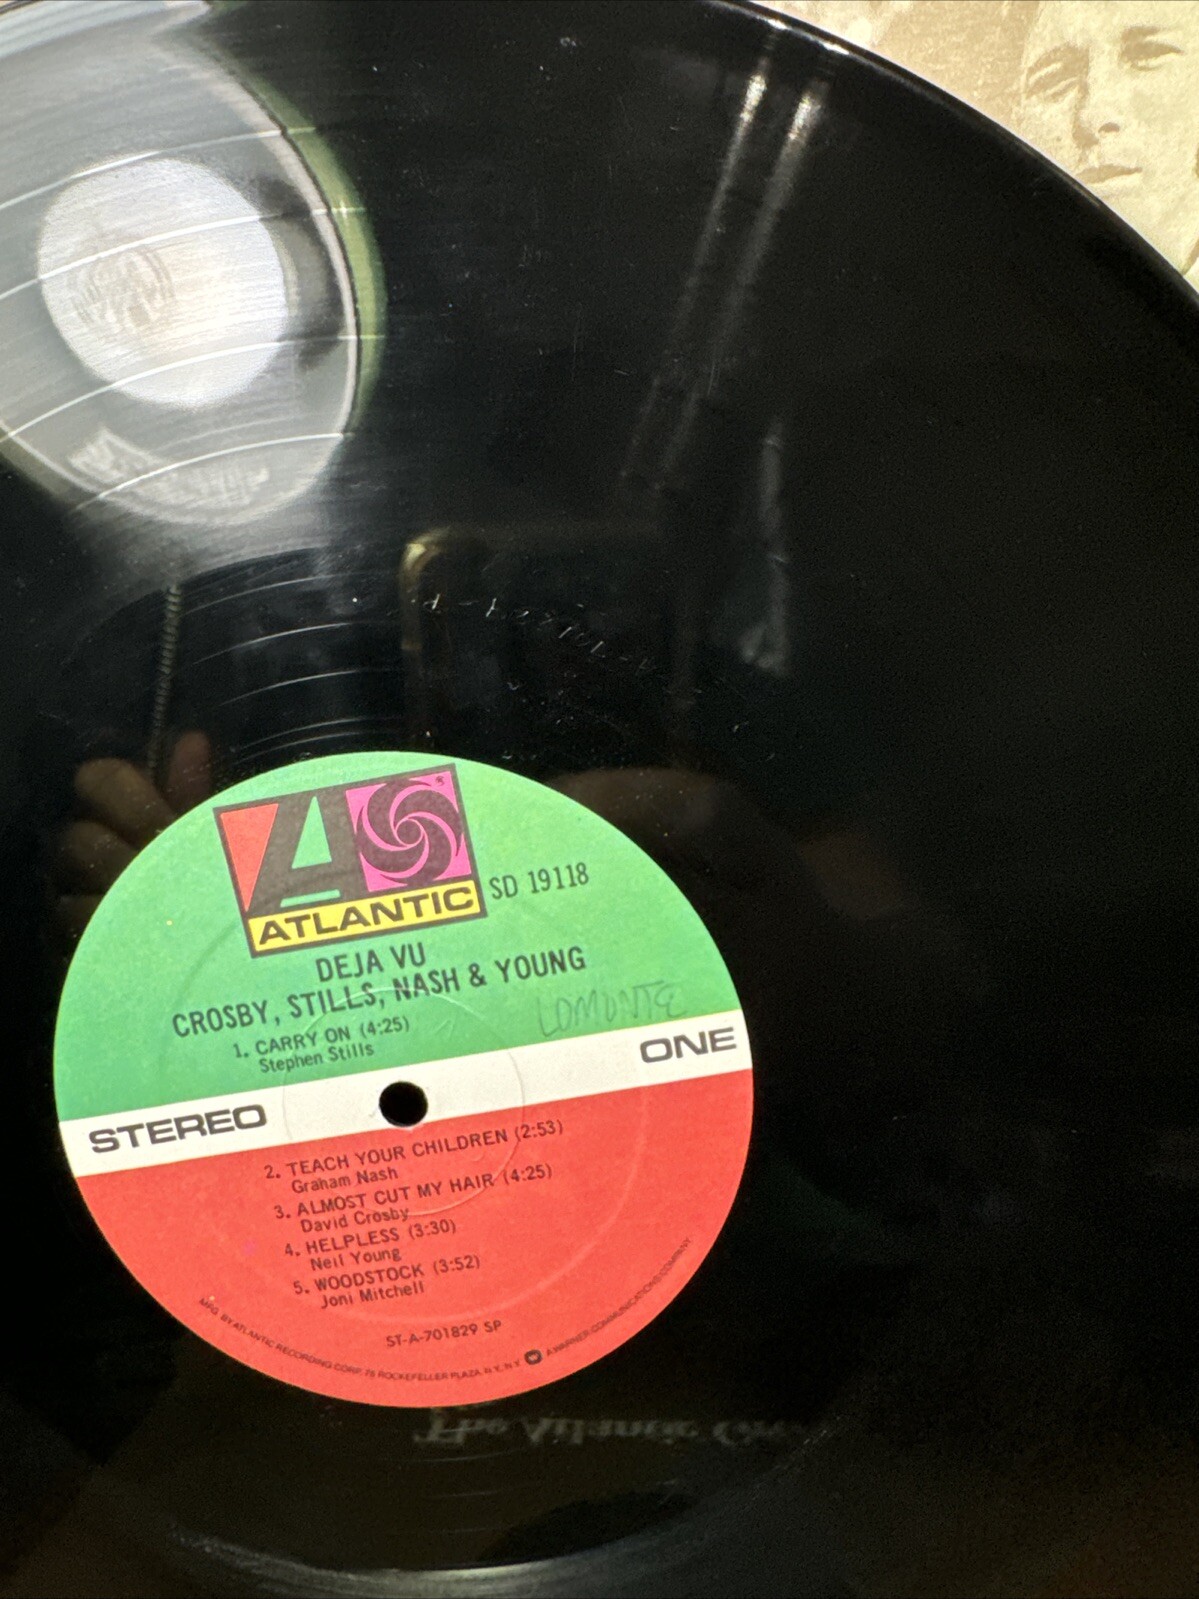 ATLANTIC
SD 19118
DEJA VU
CROSBY, STILLS, NASH & YOUNG
LOMONTE
1. CARRY ON (4:25)
Stephen Stills
STEREO
ONE
2. TEACH YOUR CHILDREN (2:53)
Graham Nash
3. ALMOST CUT MY HAIR (4:25)
David Crosby
4. HELPLESS (3:30)
Neil Young
5. WOODSTOCK (3:52)
Joni Mitchell
ST-A-701829 SP
MFG. BY ATLANTIC RECORDING CORP. 75 ROCKEFELLER PLAZA, N.Y., N.Y. A WARNER COMMUNICATIONS COMPANY
The Atlantic